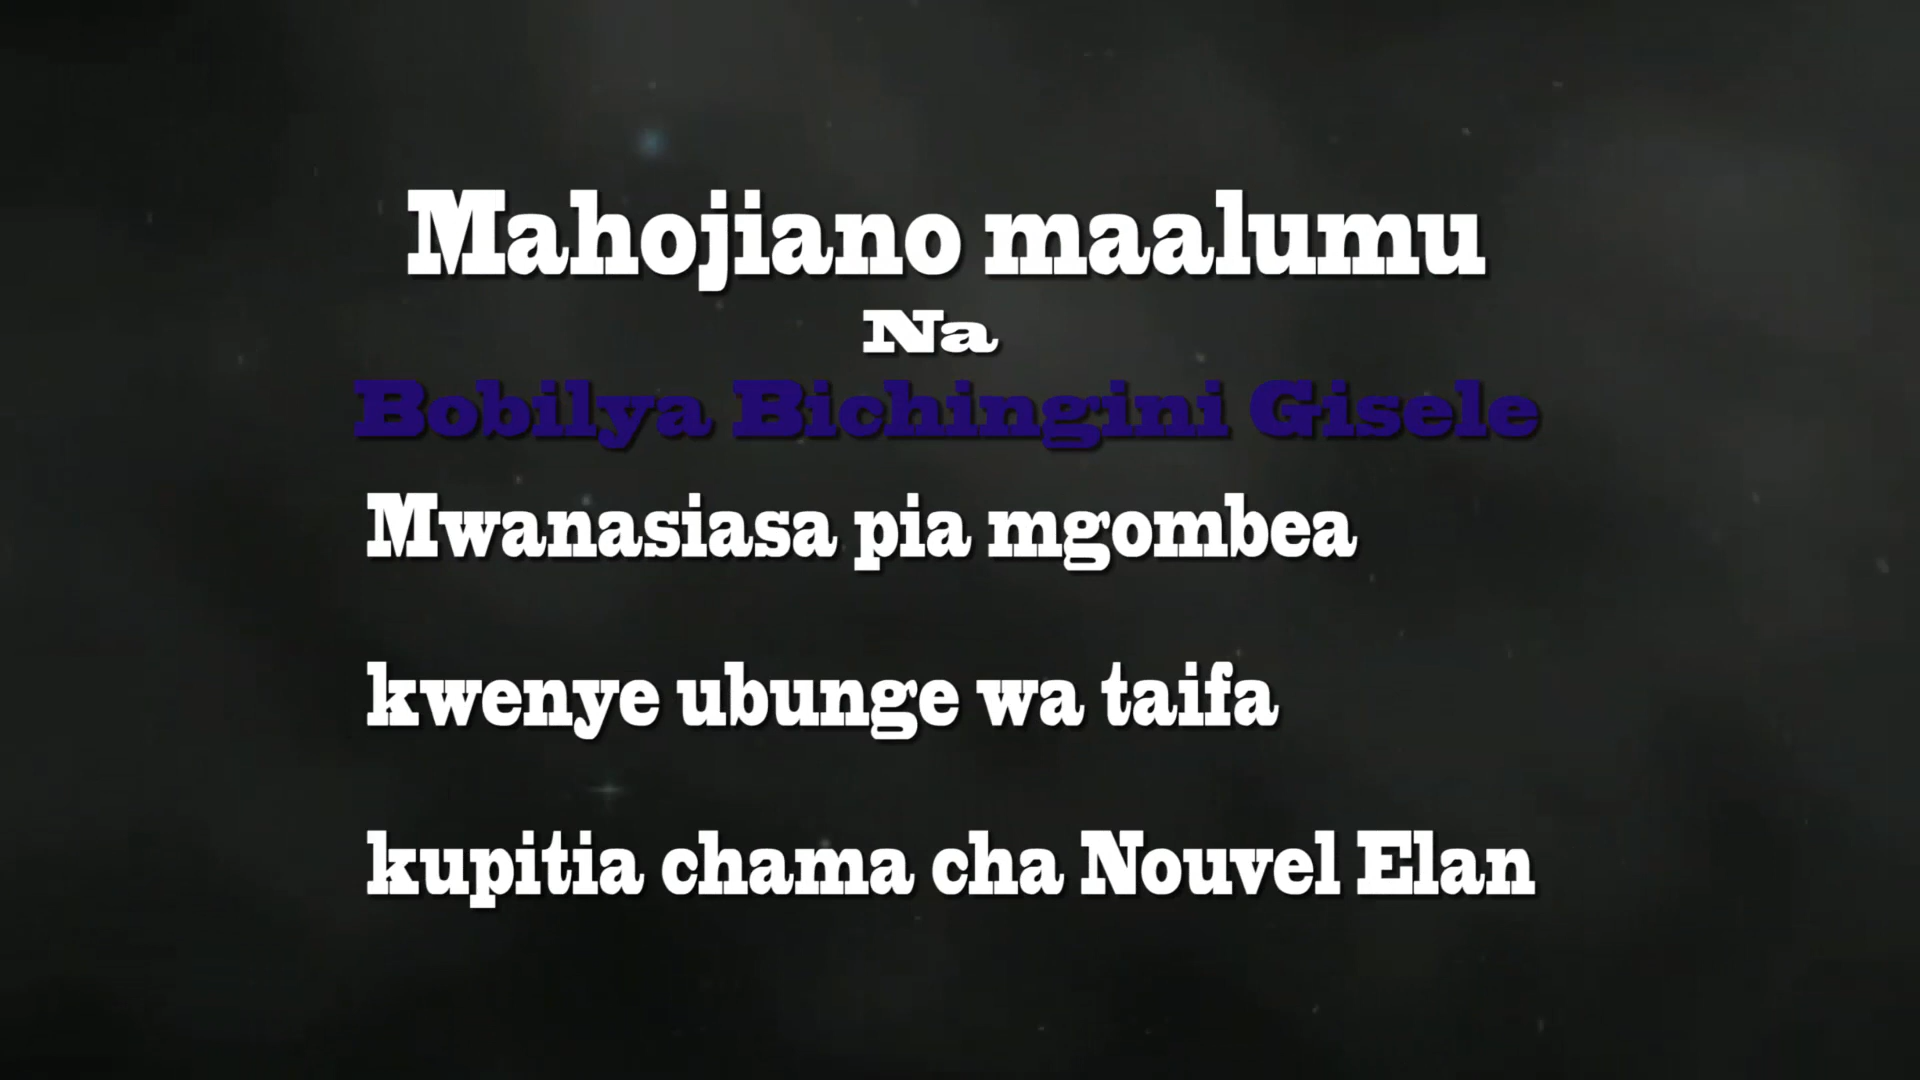 Mahojiano maalumu
Na
Bobilya Bichingini Gisele
Mwanasiasa pia mgombea
kwenye ubunge wa taifa
kupitia chama cha Nouvel Elan